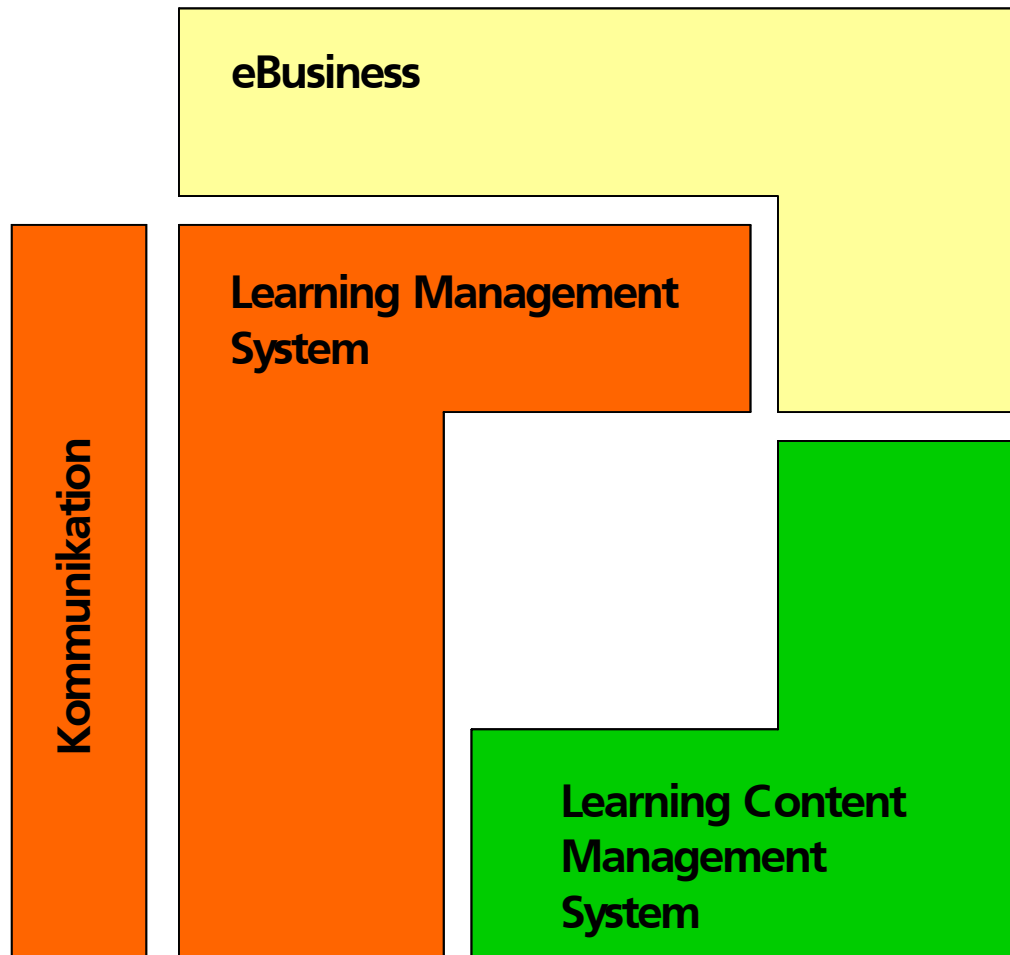 eBusiness
Learning Management
System
Kommunikation
Learning Content
Management
System